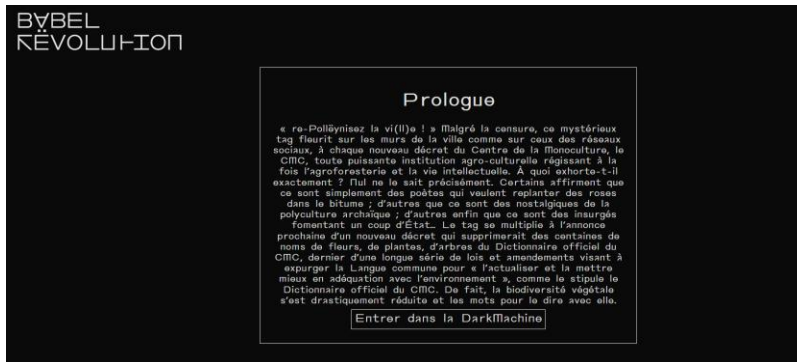 BABEL
RËVOLUTION
Prologue
« re-Pollëynisez la vi(ll)e ! » Malgré la censure, ce mystérieux
tag fleurit sur les murs de la ville comme sur ceux des réseaux
sociaux, à chaque nouveau décret du Centre de la Monoculture, le
CMC, toute puissante institution agro-culturelle régissant à la
fois l'agroforesterie et la vie intellectuelle. À quoi exhorte-t-il
exactement ? Nul ne le sait précisément. Certains affirment que
ce sont simplement des poètes qui veulent replanter des roses
dans le bitume ; d'autres que ce sont des nostalgiques de la
polyculture archaïque ; d'autres enfin que ce sont des insurgés
fomentant un coup d'État… Le tag se multiplie à l'annonce
prochaine d'un nouveau décret qui supprimerait des centaines de
noms de fleurs, de plantes, d'arbres du Dictionnaire officiel du
CMC, dernier d'une longue série de lois et amendements visant à
expurger la Langue commune pour « l'actualiser et la mettre
mieux en adéquation avec l'environnement », comme le stipule le
Dictionnaire officiel du CMC. De fait, la biodiversité végétale
s'est drastiquement réduite et les mots pour le dire avec elle.
Entrer dans la DarkMachine